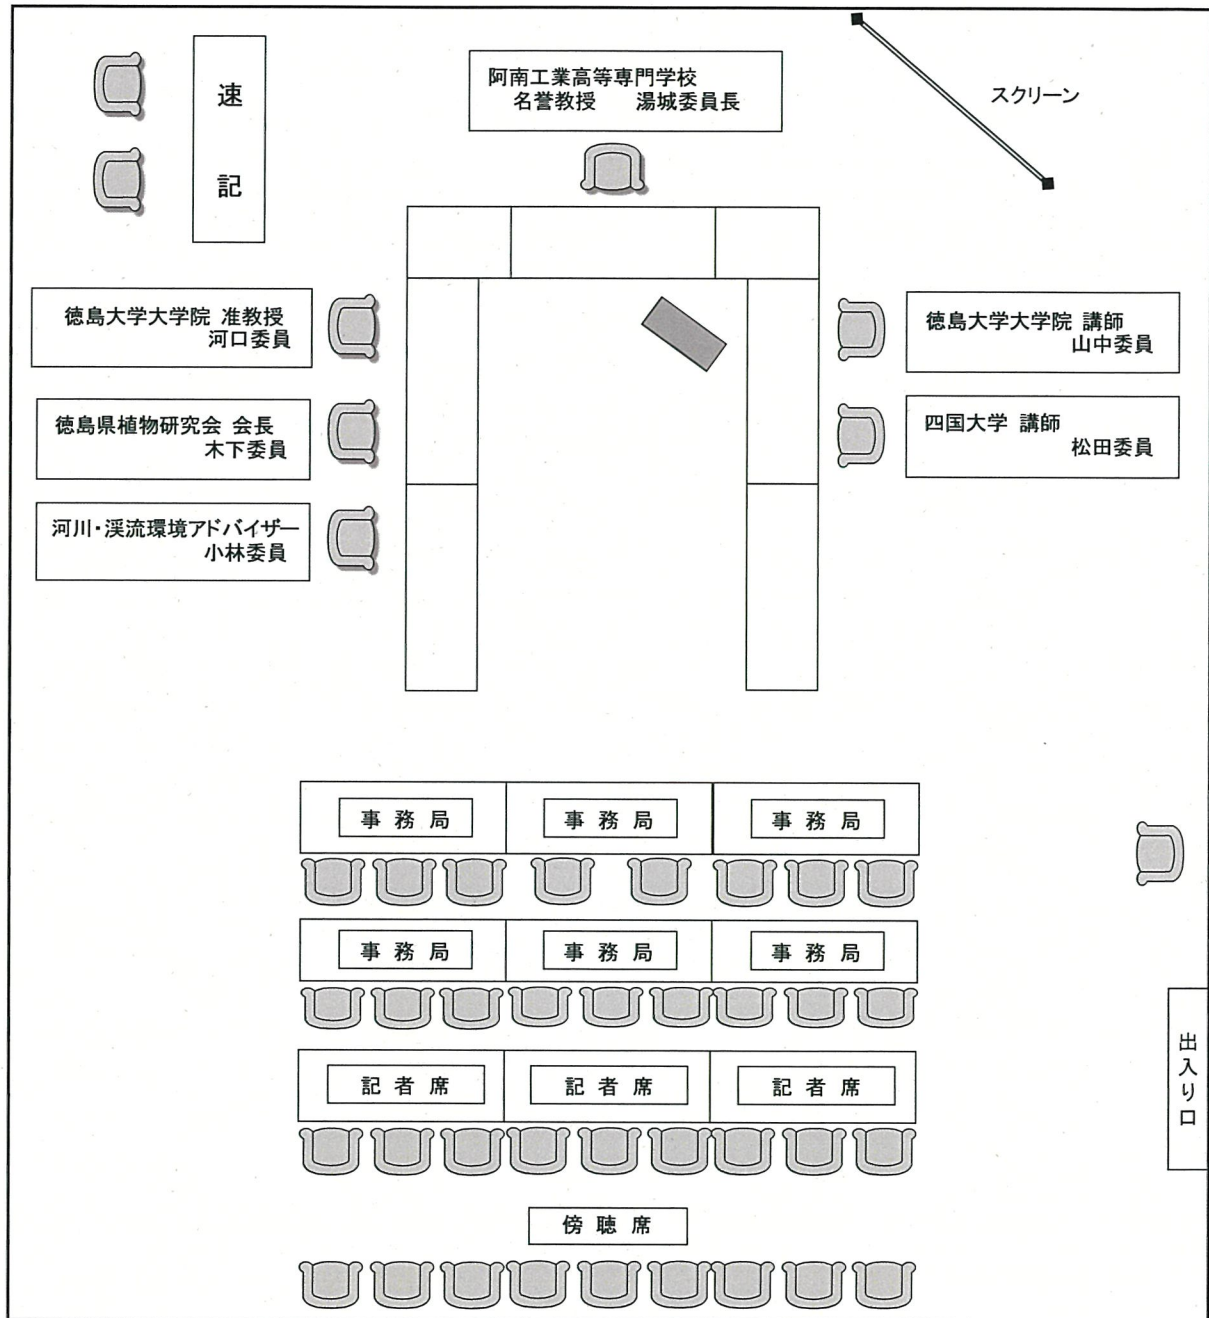 速記
阿南工業高等専門学校
名誉教授 湯城委員長
スクリーン
徳島大学大学院 准教授
河口委員
徳島県植物研究会 会長
木下委員
河川・渓流環境アドバイザー
小林委員
徳島大学大学院 講師
山中委員
四国大学 講師
松田委員
事務局 事務局 事務局
事務局 事務局 事務局
出入り口
記者席 記者席 記者席
傍聴席